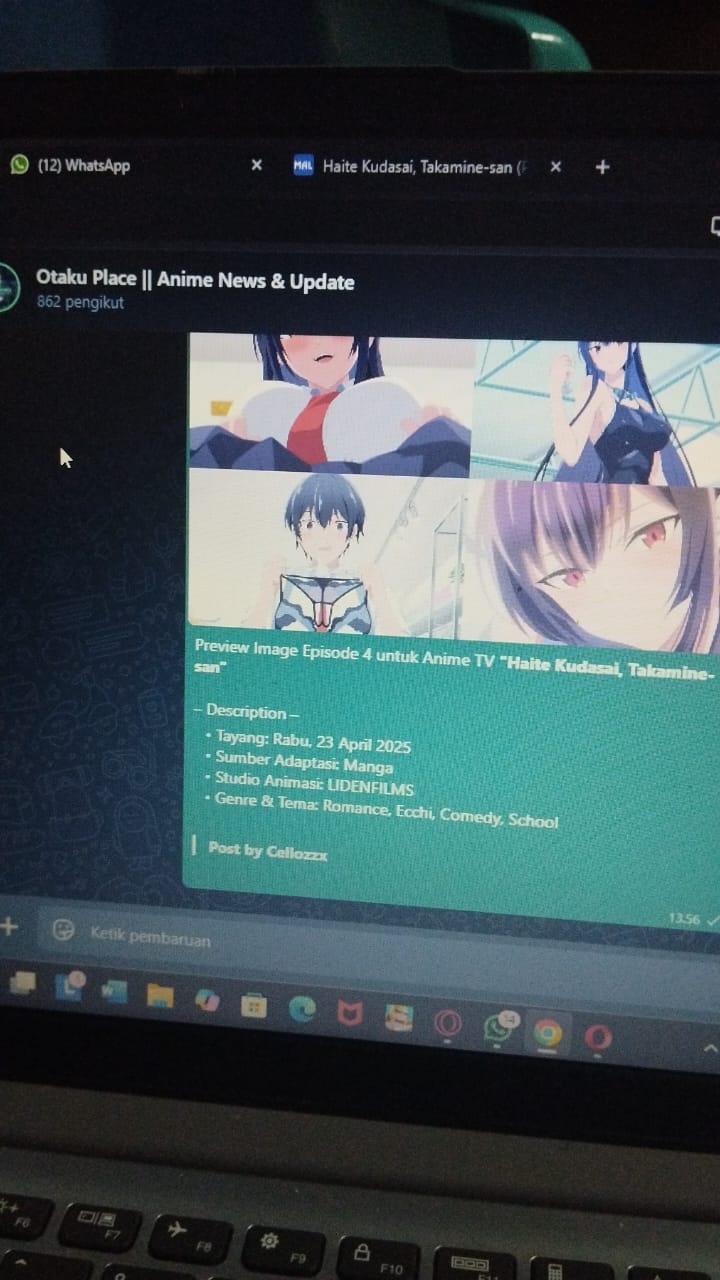 (12) WhatsApp
MAL Haite Kudasai, Takamine-san (
Otaku Place || Anime News & Update
862 pengikut
Preview Image Episode 4 untuk Anime TV "Haite Kudasai, Takamine-
san"
– Description –
• Tayang: Rabu, 23 April 2025
• Sumber Adaptasi: Manga
• Studio Animasi: LIDENFILMS
• Genre & Tema: Romance, Ecchi, Comedy, School
Post by Cellozzx
13.56
Ketik pembaruan
F6
F7
F8
F9
F10